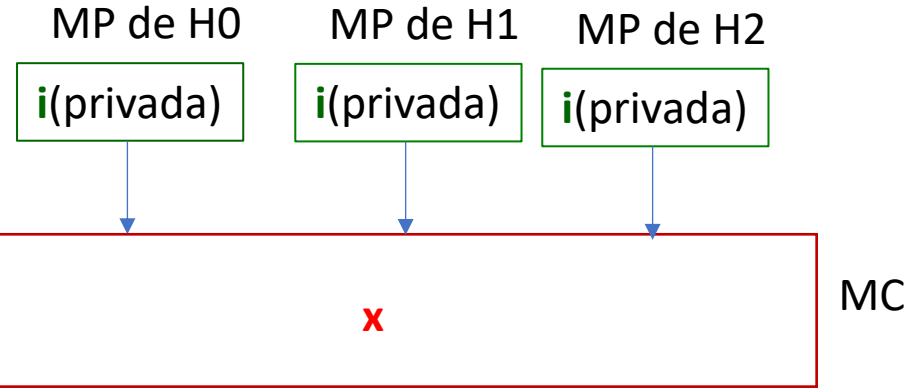 MP de H0
MP de H1
MP de H2
i(privada)
i(privada)
i(privada)
x
MC